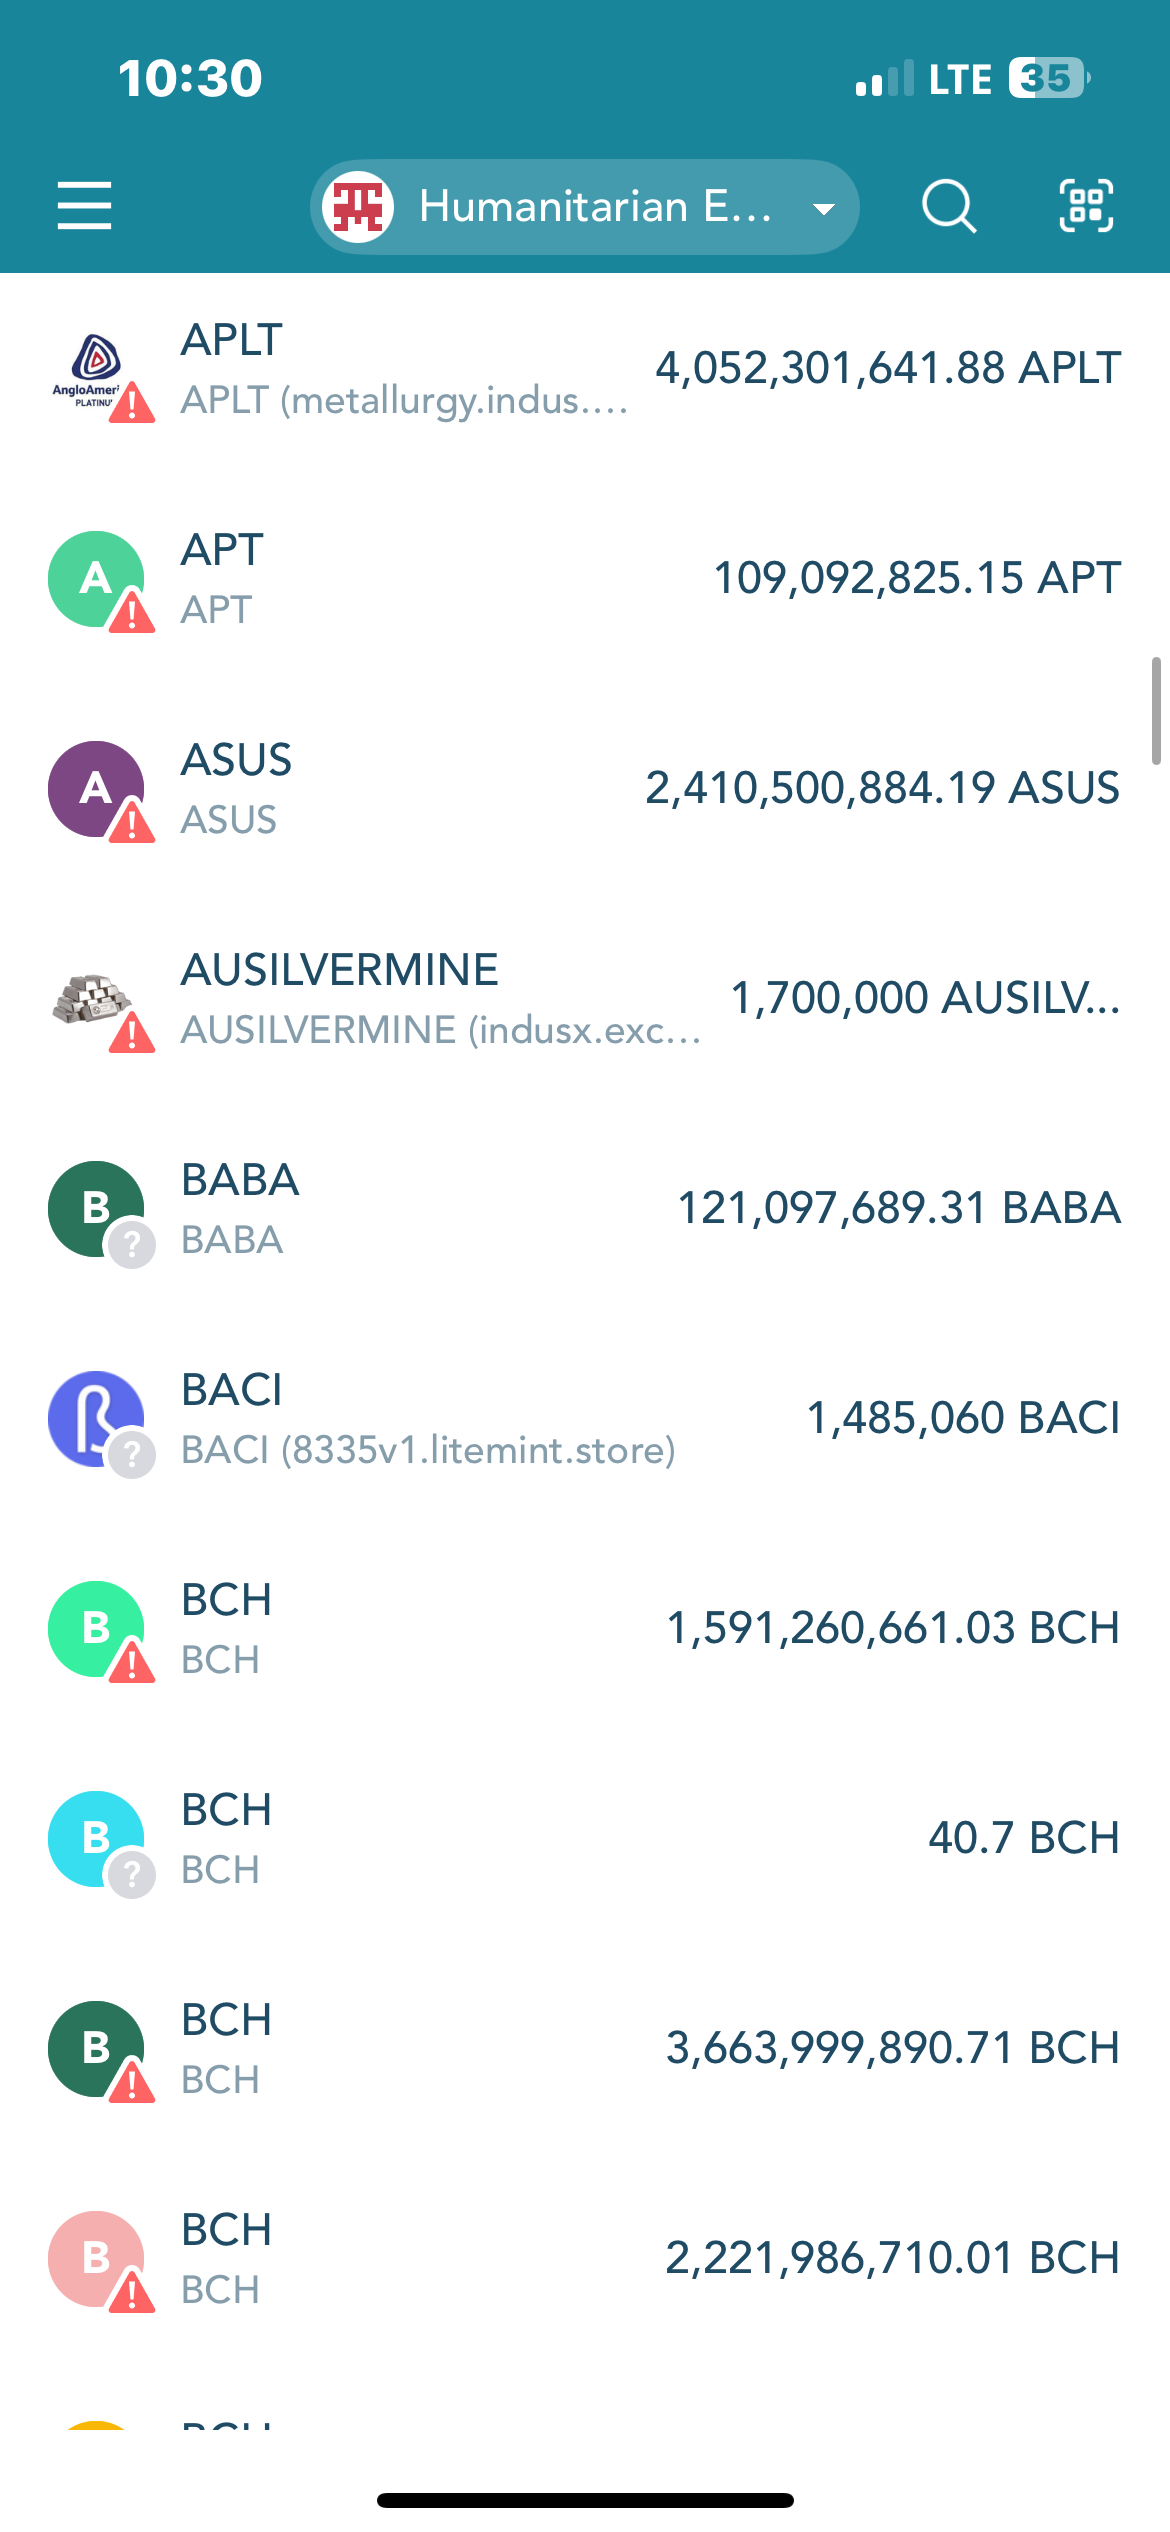 10:30
LTE 35
Humanitarian E...
APLT
4,052,301,641.88 APLT
APLT (metallurgy.indus....
AngloAmeri
PLATINU
A
APT
109,092,825.15 APT
APT
A
ASUS
2,410,500,884.19 ASUS
ASUS
AUSILVERMINE
1,700,000 AUSILV...
AUSILVERMINE (indusx.exc...
B
BABA
121,097,689.31 BABA
BABA
?
BACI
1,485,060 BACI
BACI (8335v1.litemint.store)
?
B
BCH
1,591,260,661.03 BCH
BCH
B
BCH
40.7 BCH
BCH
?
B
BCH
3,663,999,890.71 BCH
BCH
B
BCH
2,221,986,710.01 BCH
BCH